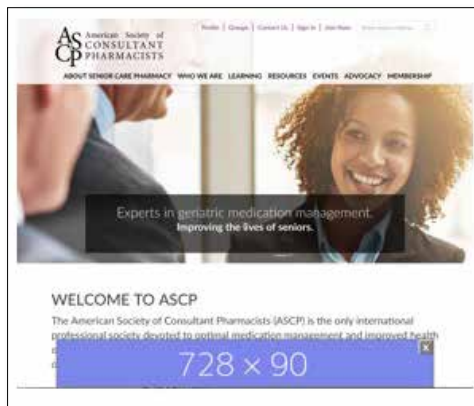 American Society of
ASCP CONSULTANT
PHARMACISTS
Profile | Groups | Contact Us | Sign In | Join Now
ABOUT SENIOR CARE PHARMACY WHO WE ARE LEARNING RESOURCES EVENTS ADVOCACY MEMBERSHIP
Experts in geriatric medication management.
Improving the lives of seniors.
WELCOME TO ASCP
The American Society of Consultant Pharmacists (ASCP) is the only international
professional society devoted to optimal medication management and improved health
X
728 × 90